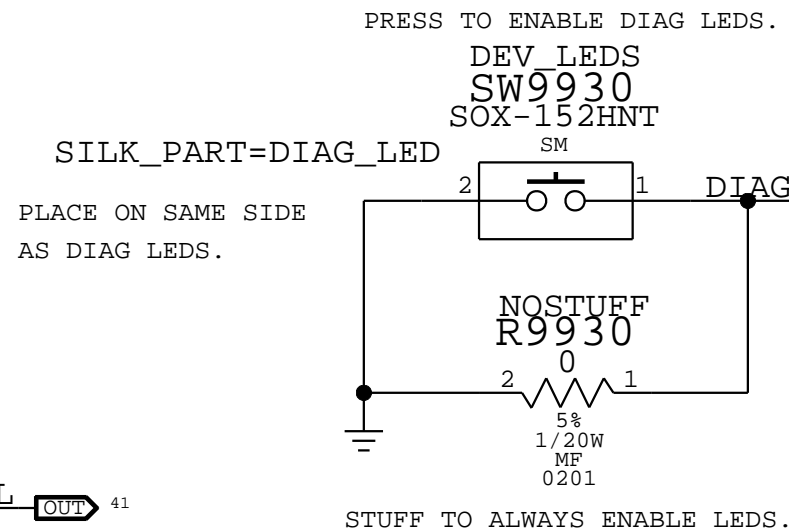 PRESS TO ENABLE DIAG LEDS.
DEV_LEDS
SW9930
SOX-152HNT
SM
SILK_PART=DIAG_LED
2
1
DIAG
PLACE ON SAME SIDE
AS DIAG LEDS.
NOSTUFF
R9930
0
2
1
5%
1/20W
MF
0201
L
OUT
41
STUFF TO ALWAYS ENABLE LEDS.